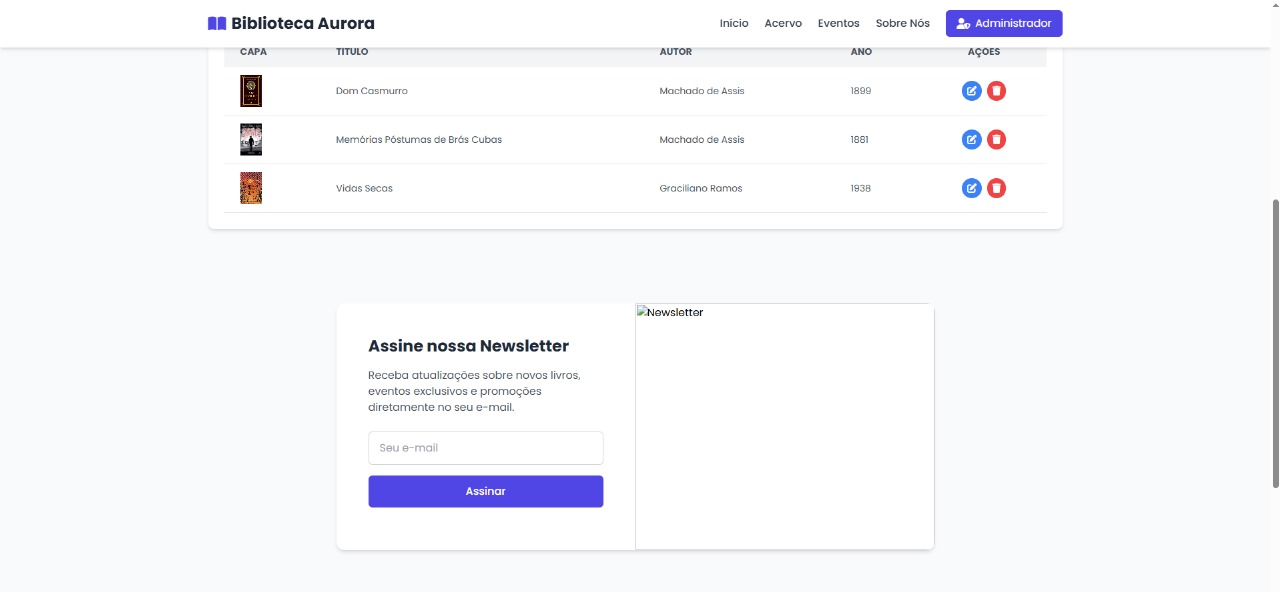 Biblioteca Aurora
Início Acervo Eventos Sobre Nós Administrador
CAPA TÍTULO AUTOR ANO AÇÕES
Dom Casmurro Machado de Assis 1899
Memórias Póstumas de Brás Cubas Machado de Assis 1881
Vidas Secas Graciliano Ramos 1938
Assine nossa Newsletter
Receba atualizações sobre novos livros,
eventos exclusivos e promoções
diretamente no seu e-mail.
Seu e-mail
Assinar
Newsletter